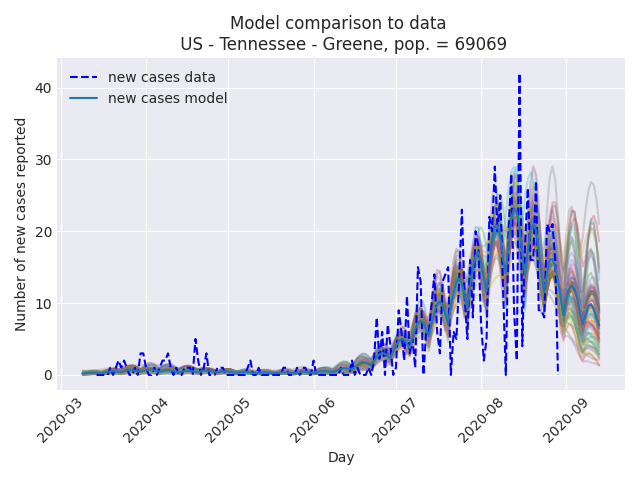 Model comparison to data
US - Tennessee - Greene, pop. = 69069
new cases data
new cases model
Number of new cases reported
40
30
20
10
0
2020-03
2020-04
2020-05
2020-06
2020-07
2020-08
2020-09
Day